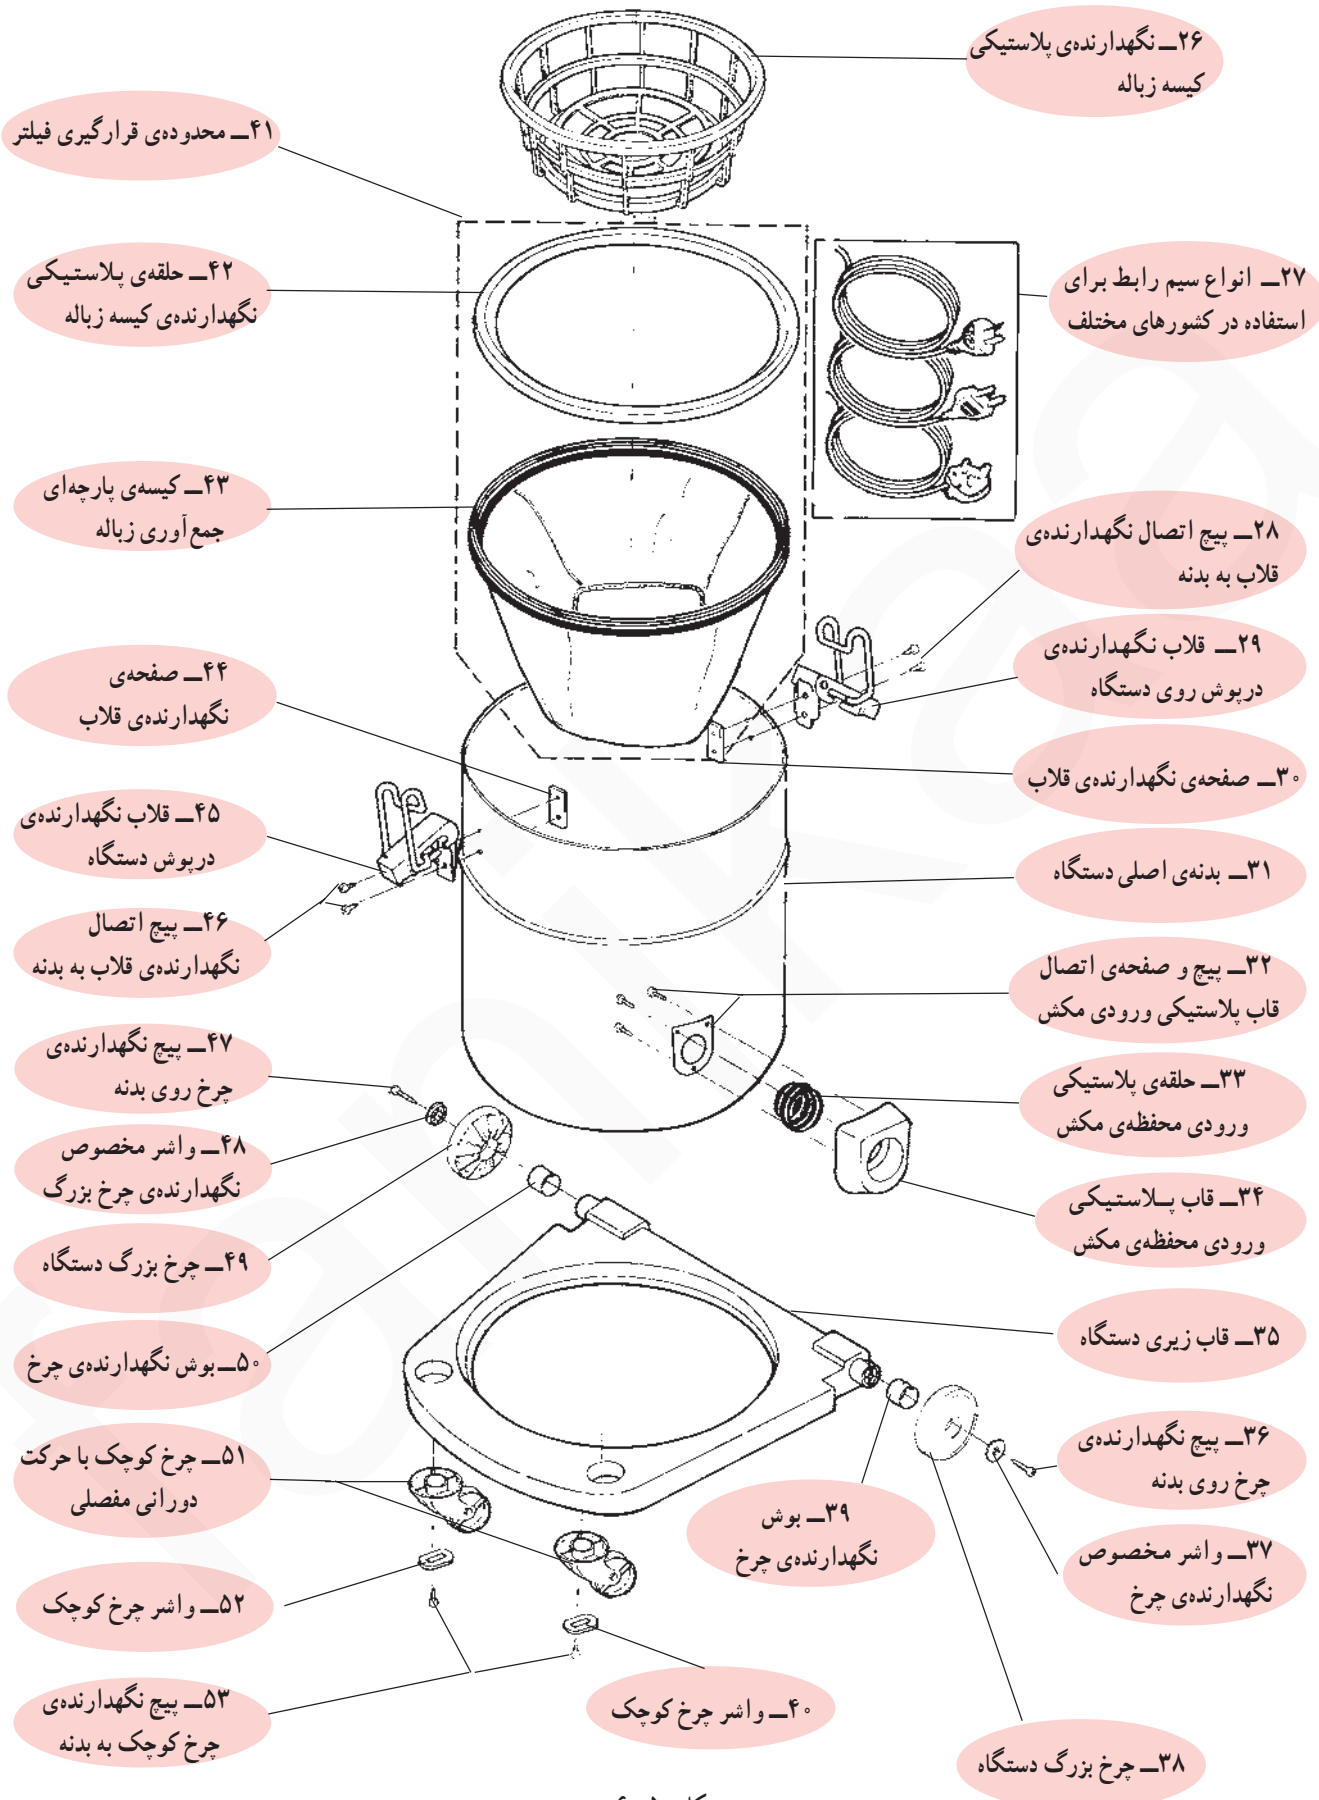 ۲۶ــ نگهدارنده‌ی پلاستیکی
کیسه زباله
۲۷ــ انواع سیم رابط برای
استفاده در کشورهای مختلف
۲۸ــ پیچ اتصال نگهدارنده‌ی
قلاب به بدنه
۲۹ــ قلاب نگهدارنده‌ی
درپوش روی دستگاه
۳۰ــ صفحه‌ی نگهدارنده‌ی قلاب
۳۱ــ بدنه‌ی اصلی دستگاه
۳۲ــ پیچ و صفحه‌ی اتصال
قاب پلاستیکی ورودی مکش
۳۳ــ حلقه‌ی پلاستیکی
ورودی محفظه‌ی مکش
۳۴ــ قاب پلاستیکی
ورودی محفظه‌ی مکش
۳۵ــ قاب زیری دستگاه
۳۶ــ پیچ نگهدارنده‌ی
چرخ روی بدنه
۳۷ــ واشر مخصوص
نگهدارنده‌ی چرخ
۳۸ــ چرخ بزرگ دستگاه
۳۹ــ بوش
نگهدارنده‌ی چرخ
۴۰ــ واشر چرخ کوچک
۴۱ــ محدوده‌ی قرارگیری فیلتر
۴۲ــ حلقه‌ی پلاستیکی
نگهدارنده‌ی کیسه زباله
۴۳ــ کیسه‌ی پارچه‌ای
جمع‌آوری زباله
۴۴ــ صفحه‌ی
نگهدارنده‌ی قلاب
۴۵ــ قلاب نگهدارنده‌ی
درپوش دستگاه
۴۶ــ پیچ اتصال
نگهدارنده‌ی قلاب به بدنه
۴۷ــ پیچ نگهدارنده‌ی
چرخ روی بدنه
۴۸ــ واشر مخصوص
نگهدارنده‌ی چرخ بزرگ
۴۹ــ چرخ بزرگ دستگاه
۵۰ــ بوش نگهدارنده‌ی چرخ
۵۱ــ چرخ کوچک با حرکت
دورانی مفصلی
۵۲ــ واشر چرخ کوچک
۵۳ــ پیچ نگهدارنده‌ی
چرخ کوچک به بدنه